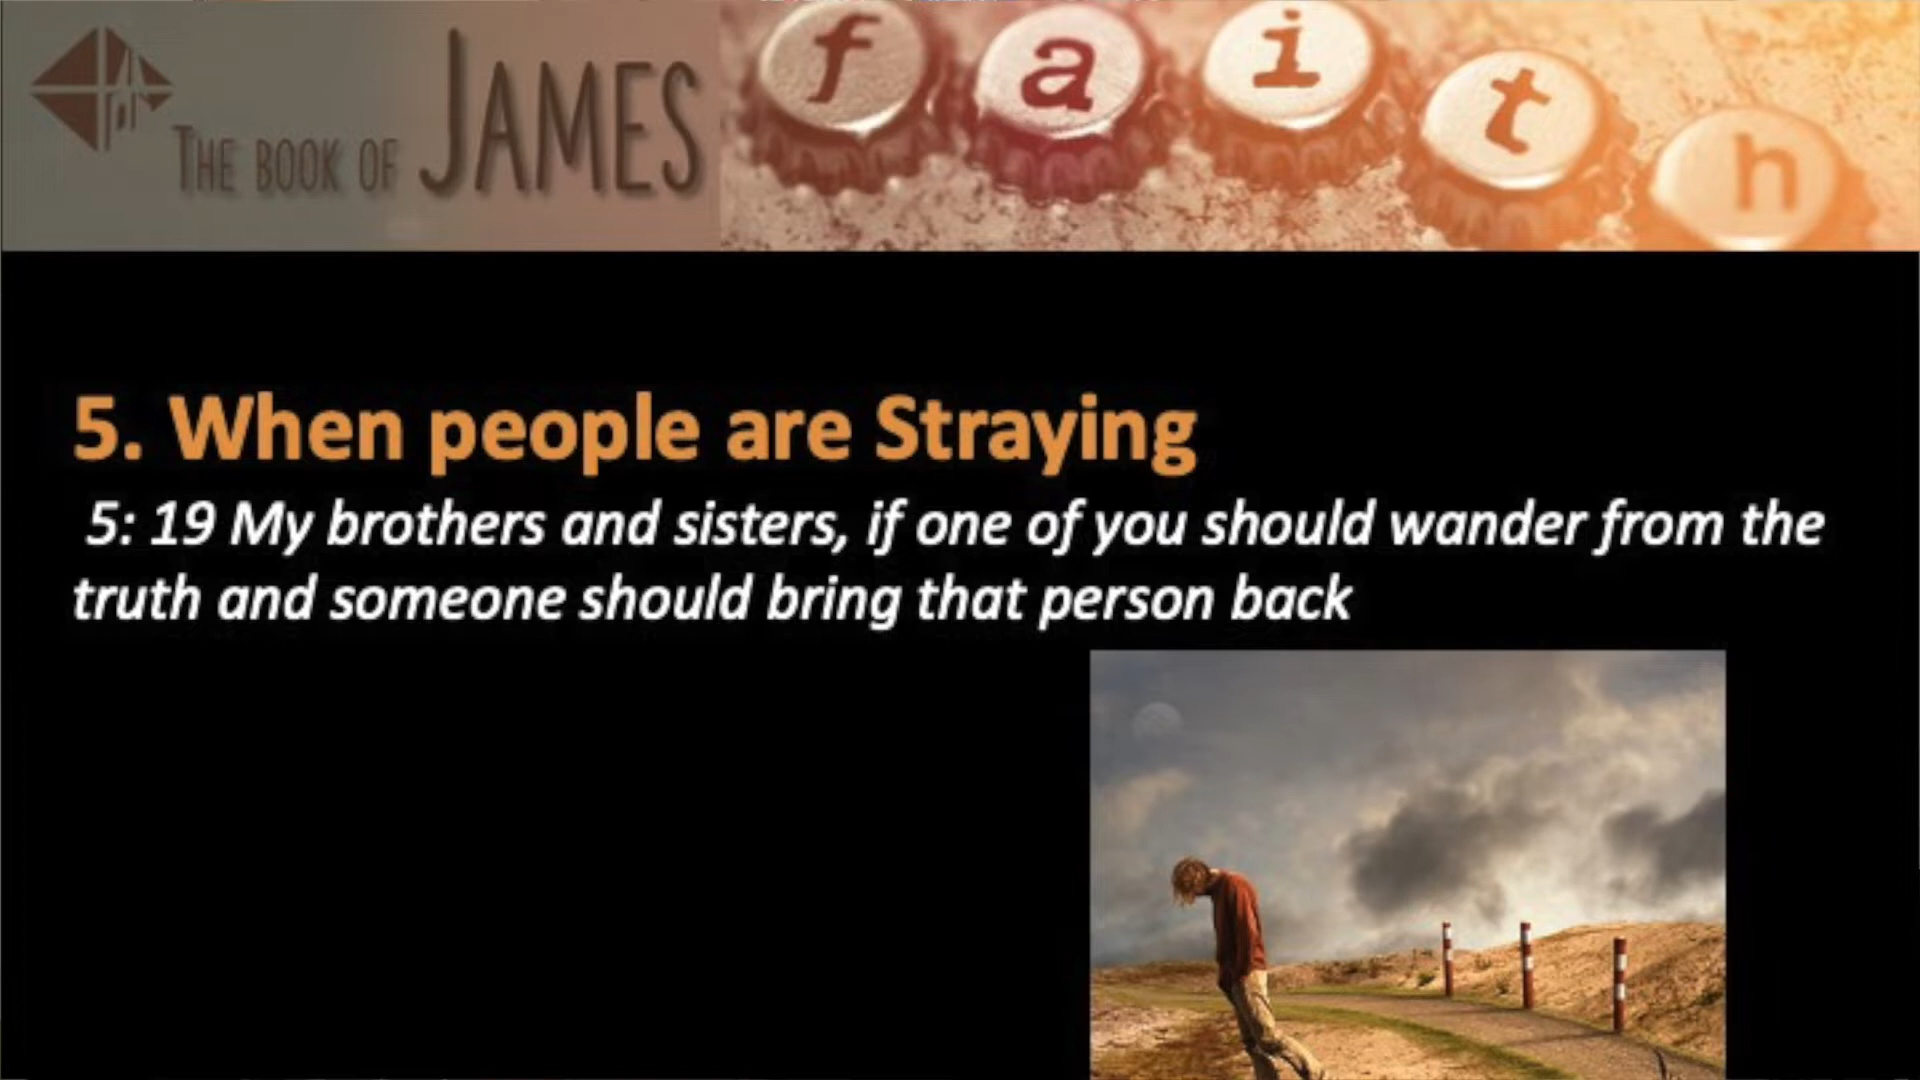 THE BOOK OF JAMES
faith
5. When people are Straying
5: 19 My brothers and sisters, if one of you should wander from the
truth and someone should bring that person back